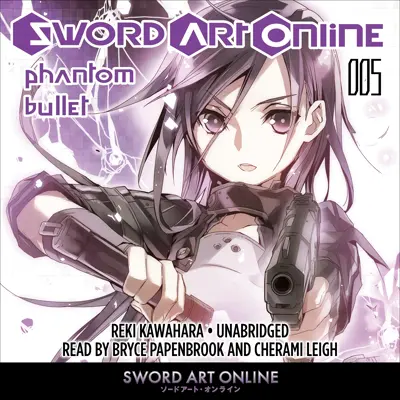 Sword Art Online
phantom
bullet
005
REKI KAWAHARA • UNABRIDGED
READ BY BRYCE PAPENBROOK AND CHERAMI LEIGH
SWORD ART ONLINE
ソードアート・オンライン